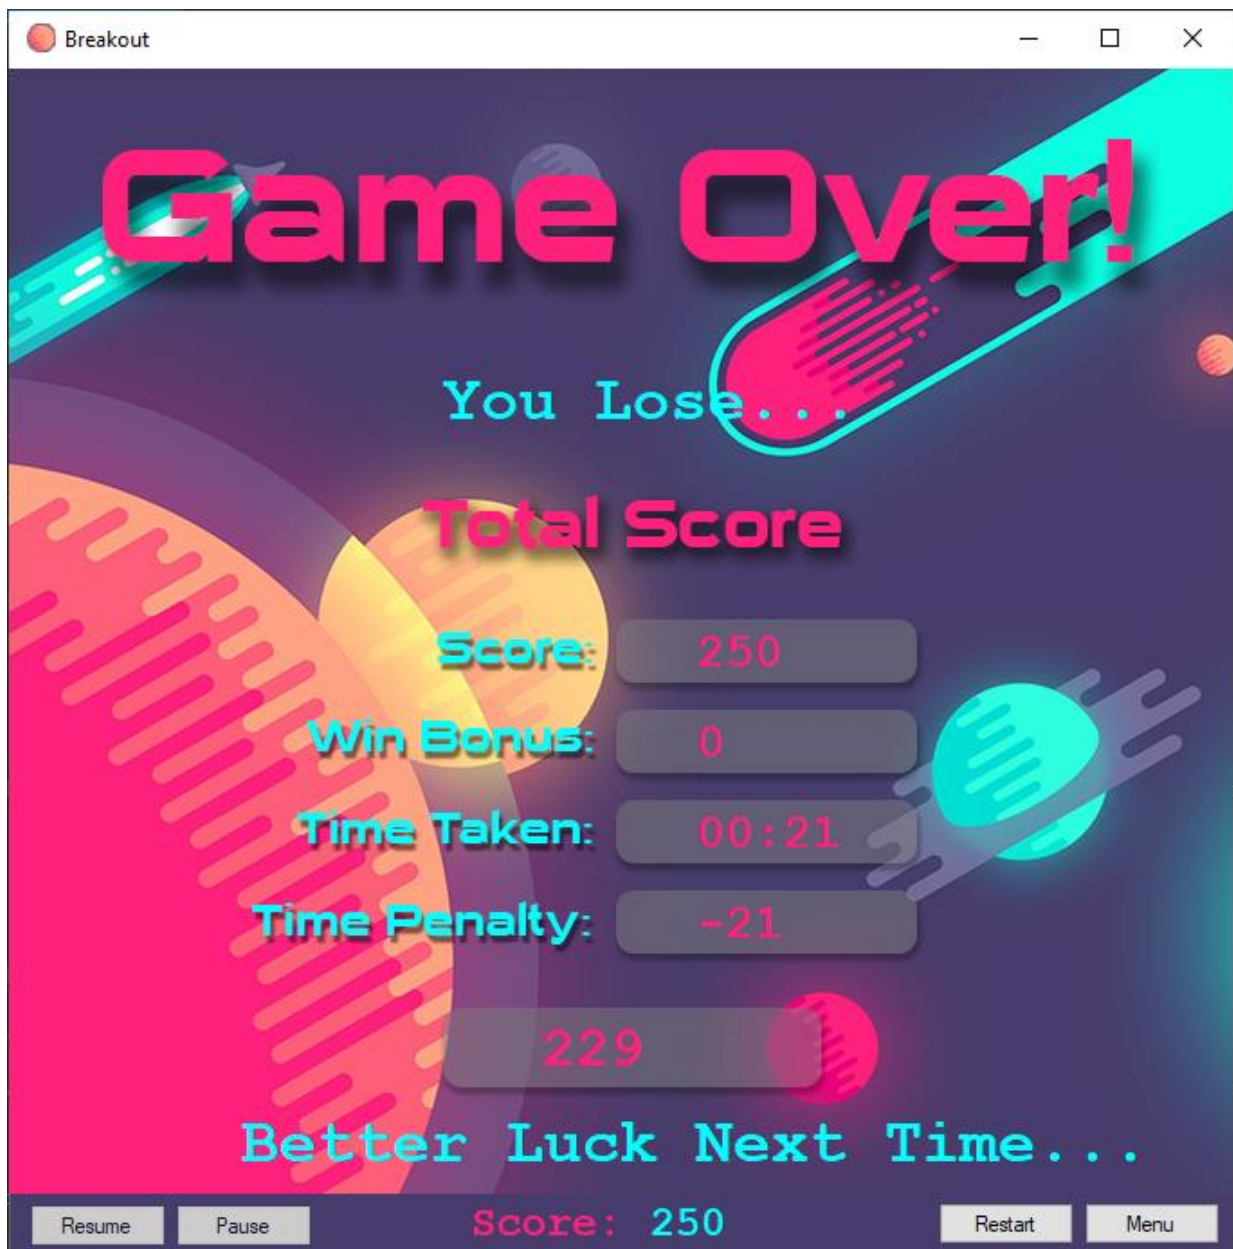 Breakout
Game Over!
You Lose...
Total Score
Score: 250
Win Bonus: 0
Time Taken: 00:21
Time Penalty: -21
229
Better Luck Next Time...
Resume Pause Score: 250 Restart Menu